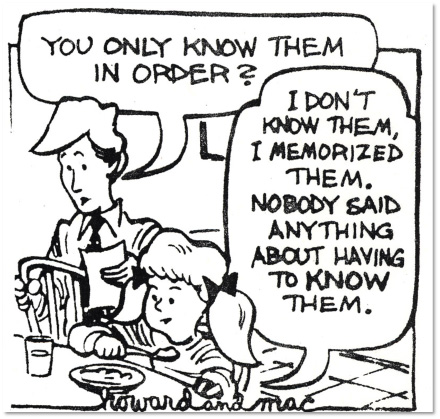 YOU ONLY KNOW THEM
IN ORDER?
I DON'T
KNOW THEM,
I MEMORIZED
THEM.
NOBODY SAID
ANYTHING
ABOUT HAVING
TO KNOW
THEM.
howard and mac